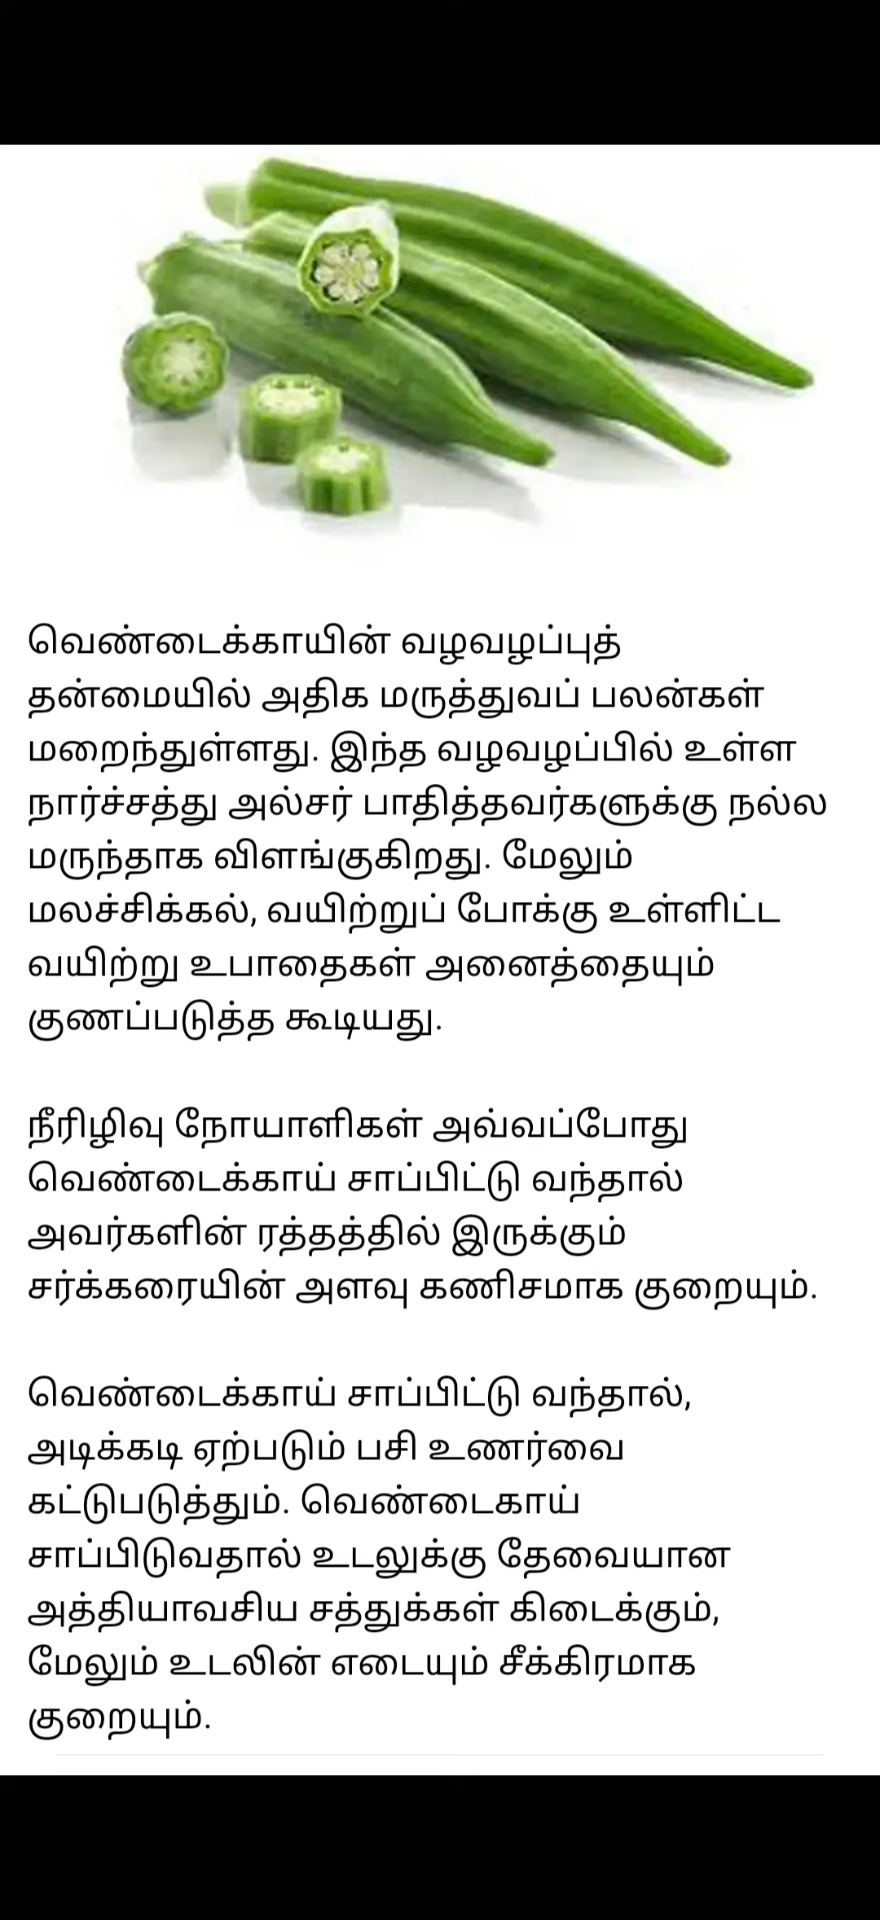 வெண்டைக்காயின் வழவழப்புத்
தன்மையில் அதிக மருத்துவப் பலன்கள்
மறைந்துள்ளது. இந்த வழவழப்பில் உள்ள
நார்ச்சத்து அல்சர் பாதித்தவர்களுக்கு நல்ல
மருந்தாக விளங்குகிறது. மேலும்
மலச்சிக்கல், வயிற்றுப் போக்கு உள்ளிட்ட
வயிற்று உபாதைகள் அனைத்தையும்
குணப்படுத்த கூடியது.
நீரிழிவு நோயாளிகள் அவ்வப்போது
வெண்டைக்காய் சாப்பிட்டு வந்தால்
அவர்களின் ரத்தத்தில் இருக்கும்
சர்க்கரையின் அளவு கணிசமாக குறையும்.
வெண்டைக்காய் சாப்பிட்டு வந்தால்,
அடிக்கடி ஏற்படும் பசி உணர்வை
கட்டுபடுத்தும். வெண்டைகாய்
சாப்பிடுவதால் உடலுக்கு தேவையான
அத்தியாவசிய சத்துக்கள் கிடைக்கும்,
மேலும் உடலின் எடையும் சீக்கிரமாக
குறையும்.